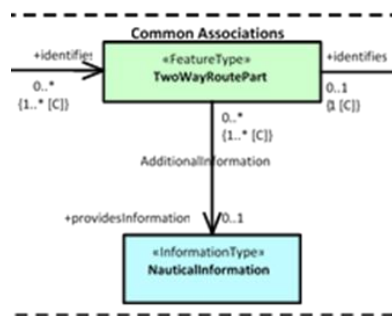 Common Associations
+identifies
«FeatureType»
TwoWayRoutePart
+identifies
0..*
{1..* [C]}
0..1
{1 [C]}
0..*
{1..* [C]}
AdditionalInformation
+providesInformation
0..1
«InformationType»
NauticalInformation